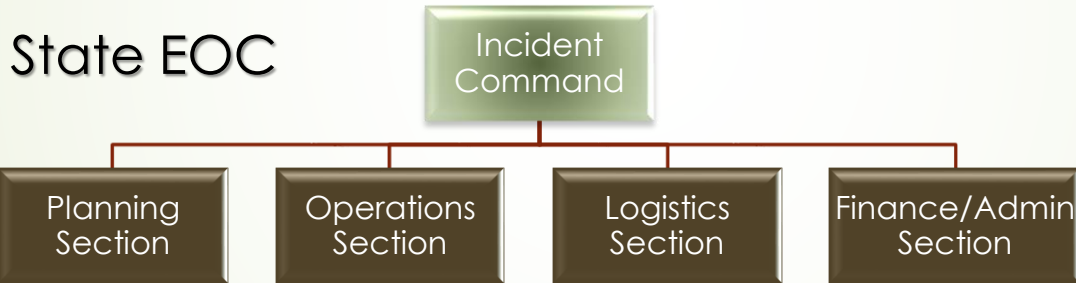 State EOC
Incident
Command
Planning
Section
Operations
Section
Logistics
Section
Finance/Admin
Section